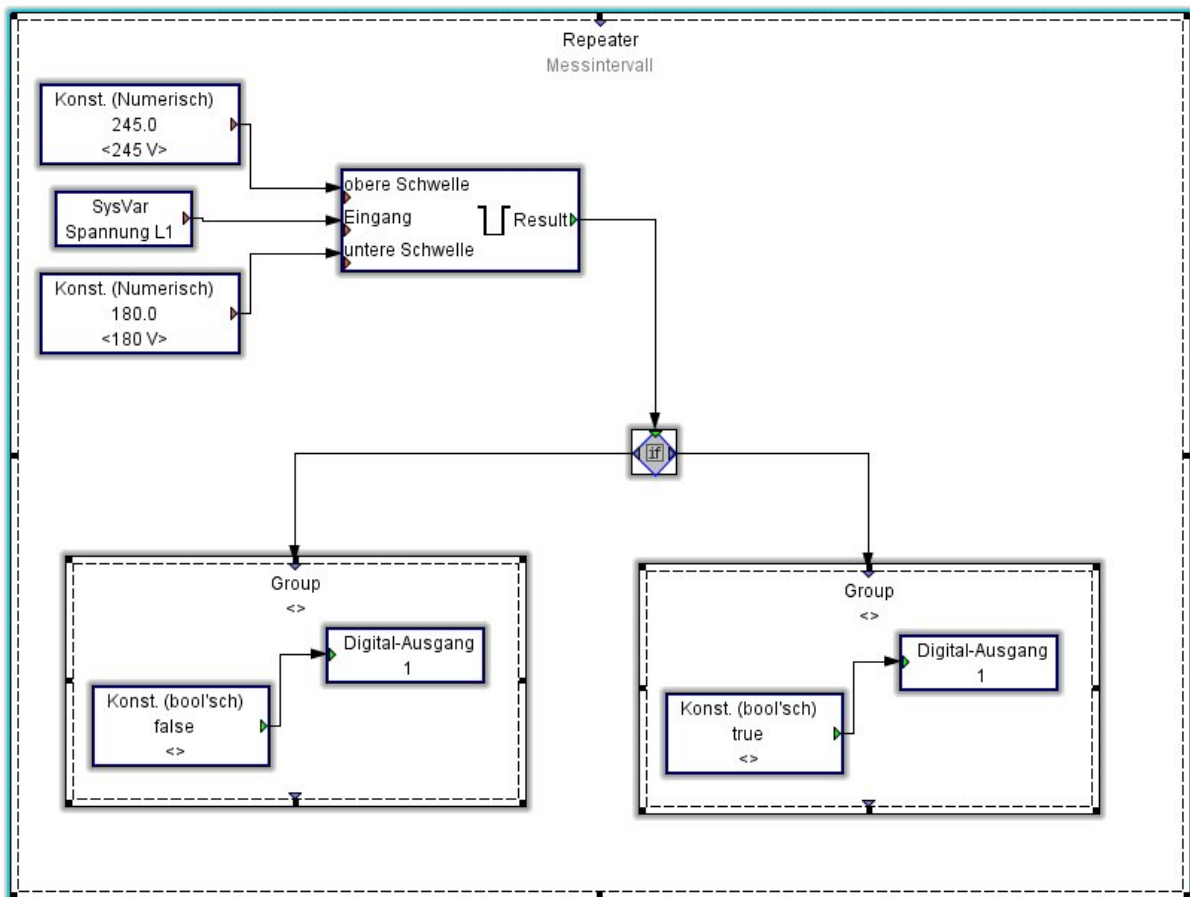 Repeater
Messintervall
Konst. (Numerisch)
245.0
<245 V>
SysVar
Spannung L1
Konst. (Numerisch)
180.0
<180 V>
obere Schwelle
Eingang
untere Schwelle
Result
if
Group
<>
Digital-Ausgang
1
Konst. (bool'sch)
false
<>
Group
<>
Digital-Ausgang
1
Konst. (bool'sch)
true
<>